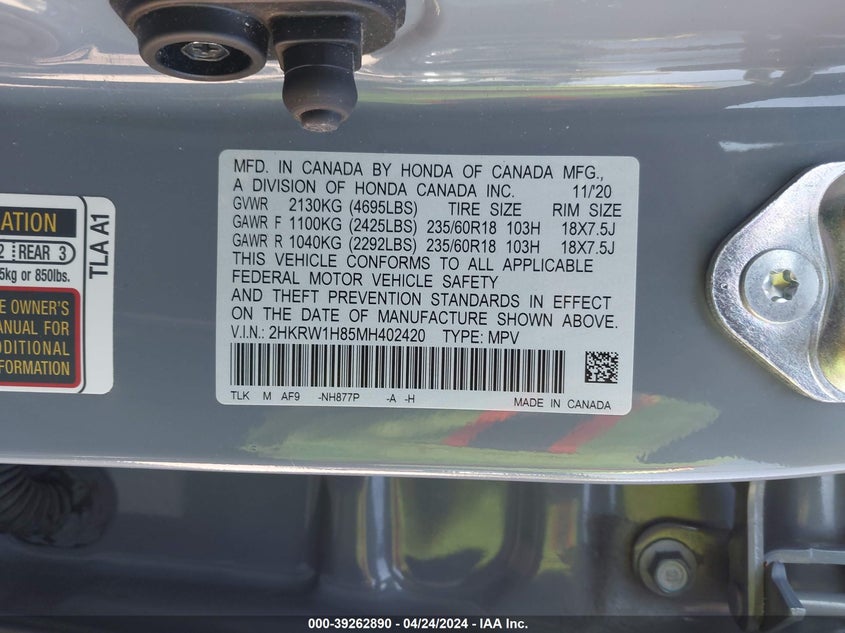 ATION
2 REAR 3
5kg or 850lbs.
E OWNER'S
ANUAL FOR
DDITIONAL
FORMATION
TLA A1
MFD. IN CANADA BY HONDA OF CANADA MFG.,
A DIVISION OF HONDA CANADA INC. 11/'20
GVWR 2130KG (4695LBS) TIRE SIZE RIM SIZE
GAWR F 1100KG (2425LBS) 235/60R18 103H 18X7.5J
GAWR R 1040KG (2292LBS) 235/60R18 103H 18X7.5J
THIS VEHICLE CONFORMS TO ALL APPLICABLE
FEDERAL MOTOR VEHICLE SAFETY
AND THEFT PREVENTION STANDARDS IN EFFECT
ON THE DATE OF MANUFACTURE SHOWN ABOVE.
V.I.N.: 2HKRW1H85MH402420 TYPE: MPV
TLK M AF9 -NH877P -A -H MADE IN CANADA
000-39262890 - 04/24/2024 - IAA Inc.